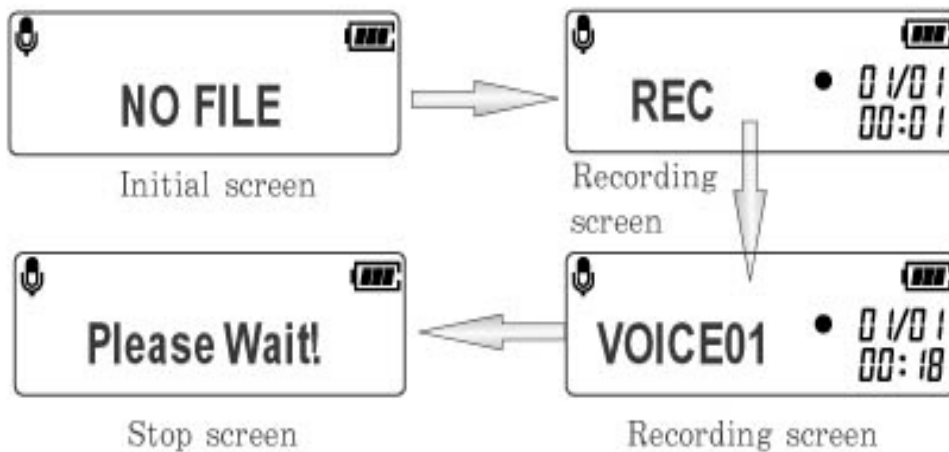 NO FILE
Initial screen
REC
01/01
00:01
Recording
screen
VOICE01
01/01
00:18
Recording screen
Please Wait!
Stop screen